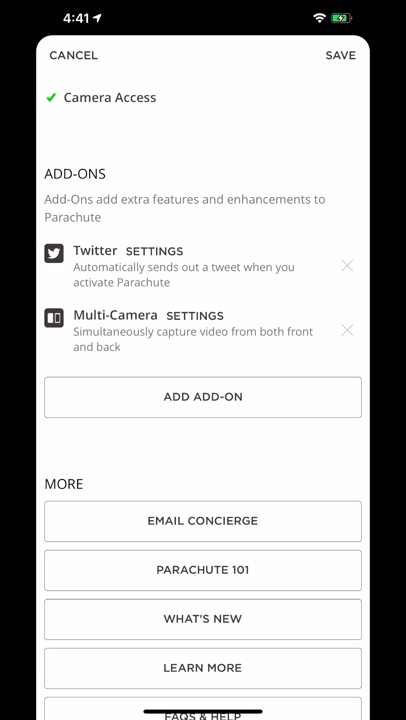 4:41
CANCEL
SAVE
Camera Access
ADD-ONS
Add-Ons add extra features and enhancements to
Parachute
Twitter SETTINGS
Automatically sends out a tweet when you
activate Parachute
Multi-Camera SETTINGS
Simultaneously capture video from both front
and back
ADD ADD-ON
MORE
EMAIL CONCIERGE
PARACHUTE 101
WHAT'S NEW
LEARN MORE
FAQS & HELP